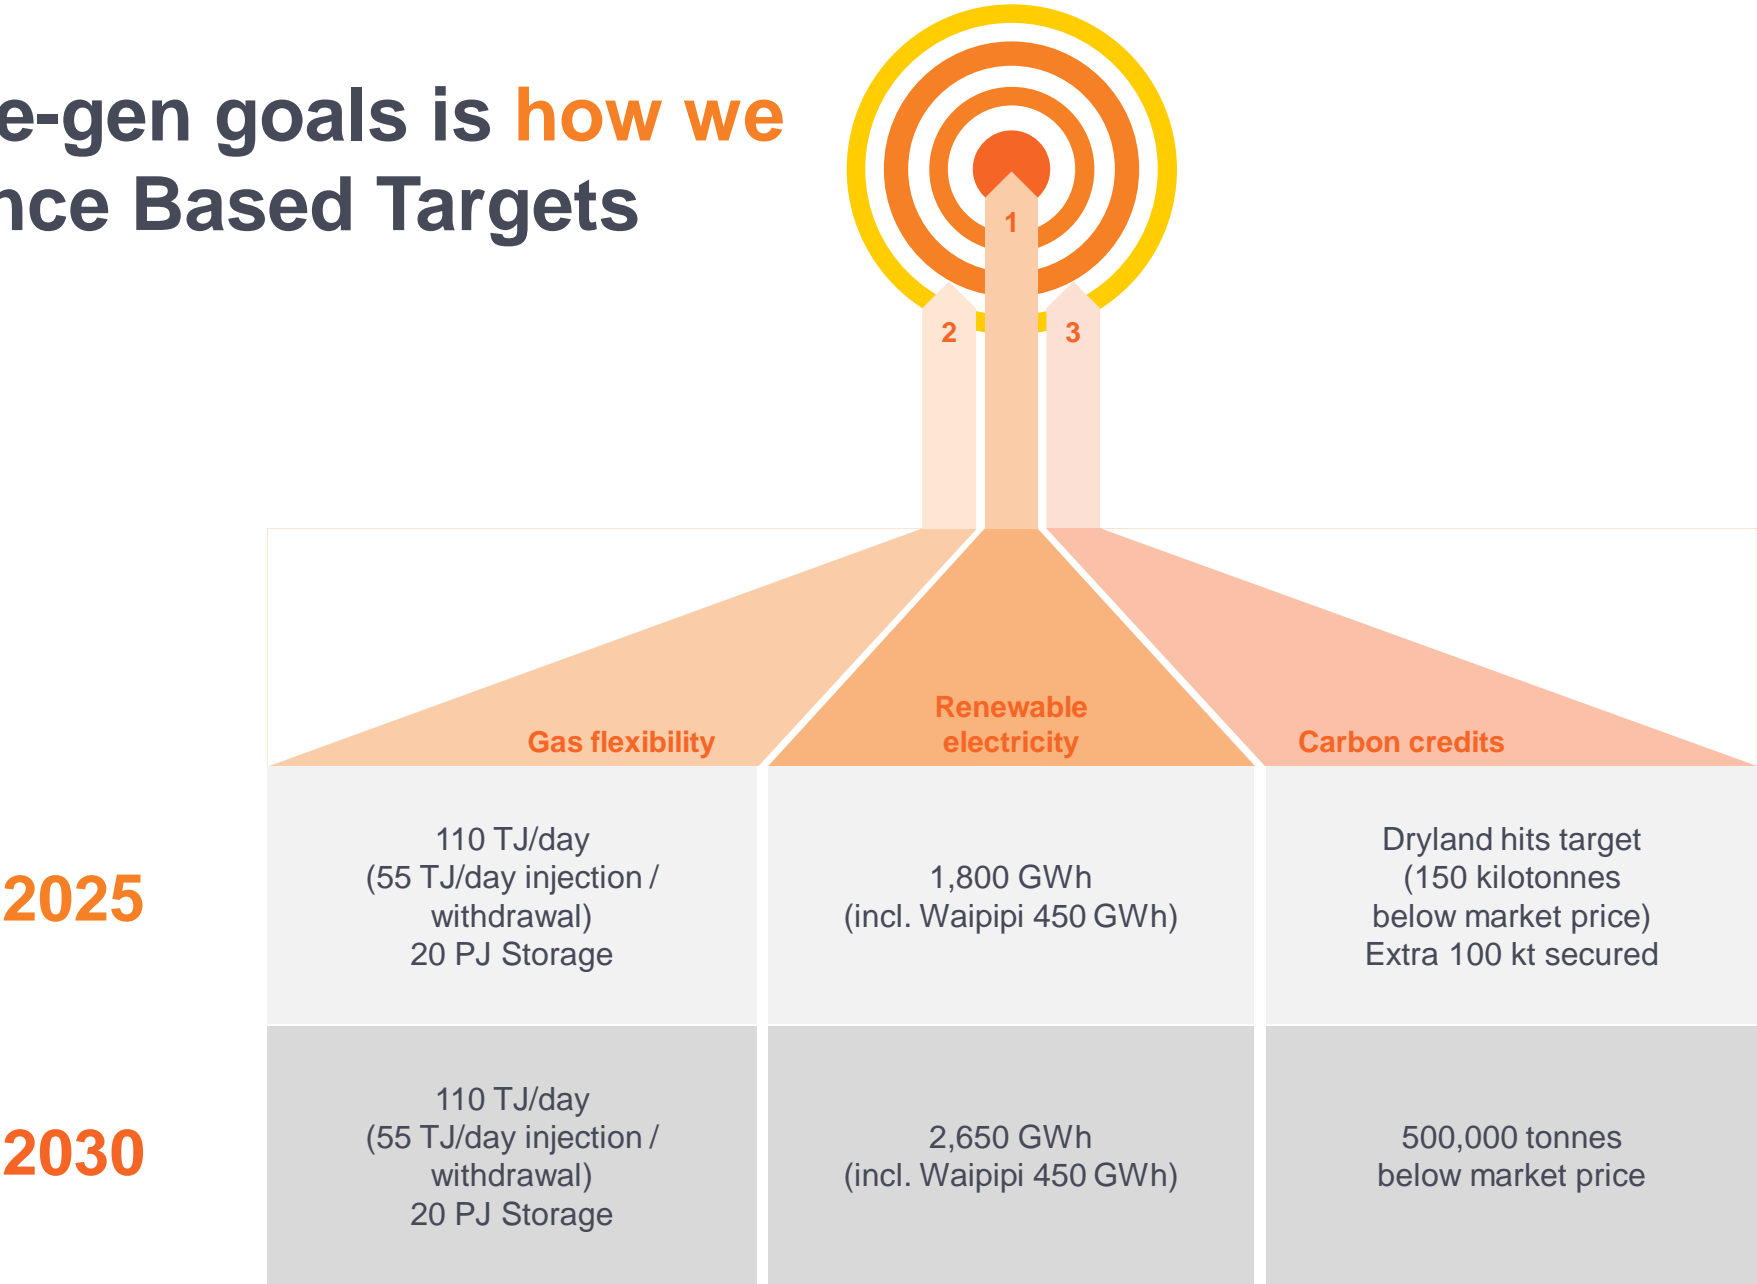 e-gen goals is how we
nce Based Targets
1
2
3
Gas flexibility
Renewable
electricity
Carbon credits
2025
110 TJ/day
(55 TJ/day injection /
withdrawal)
20 PJ Storage
1,800 GWh
(incl. Waipipi 450 GWh)
Dryland hits target
(150 kilotonnes
below market price)
Extra 100 kt secured
2030
110 TJ/day
(55 TJ/day injection /
withdrawal)
20 PJ Storage
2,650 GWh
(incl. Waipipi 450 GWh)
500,000 tonnes
below market price